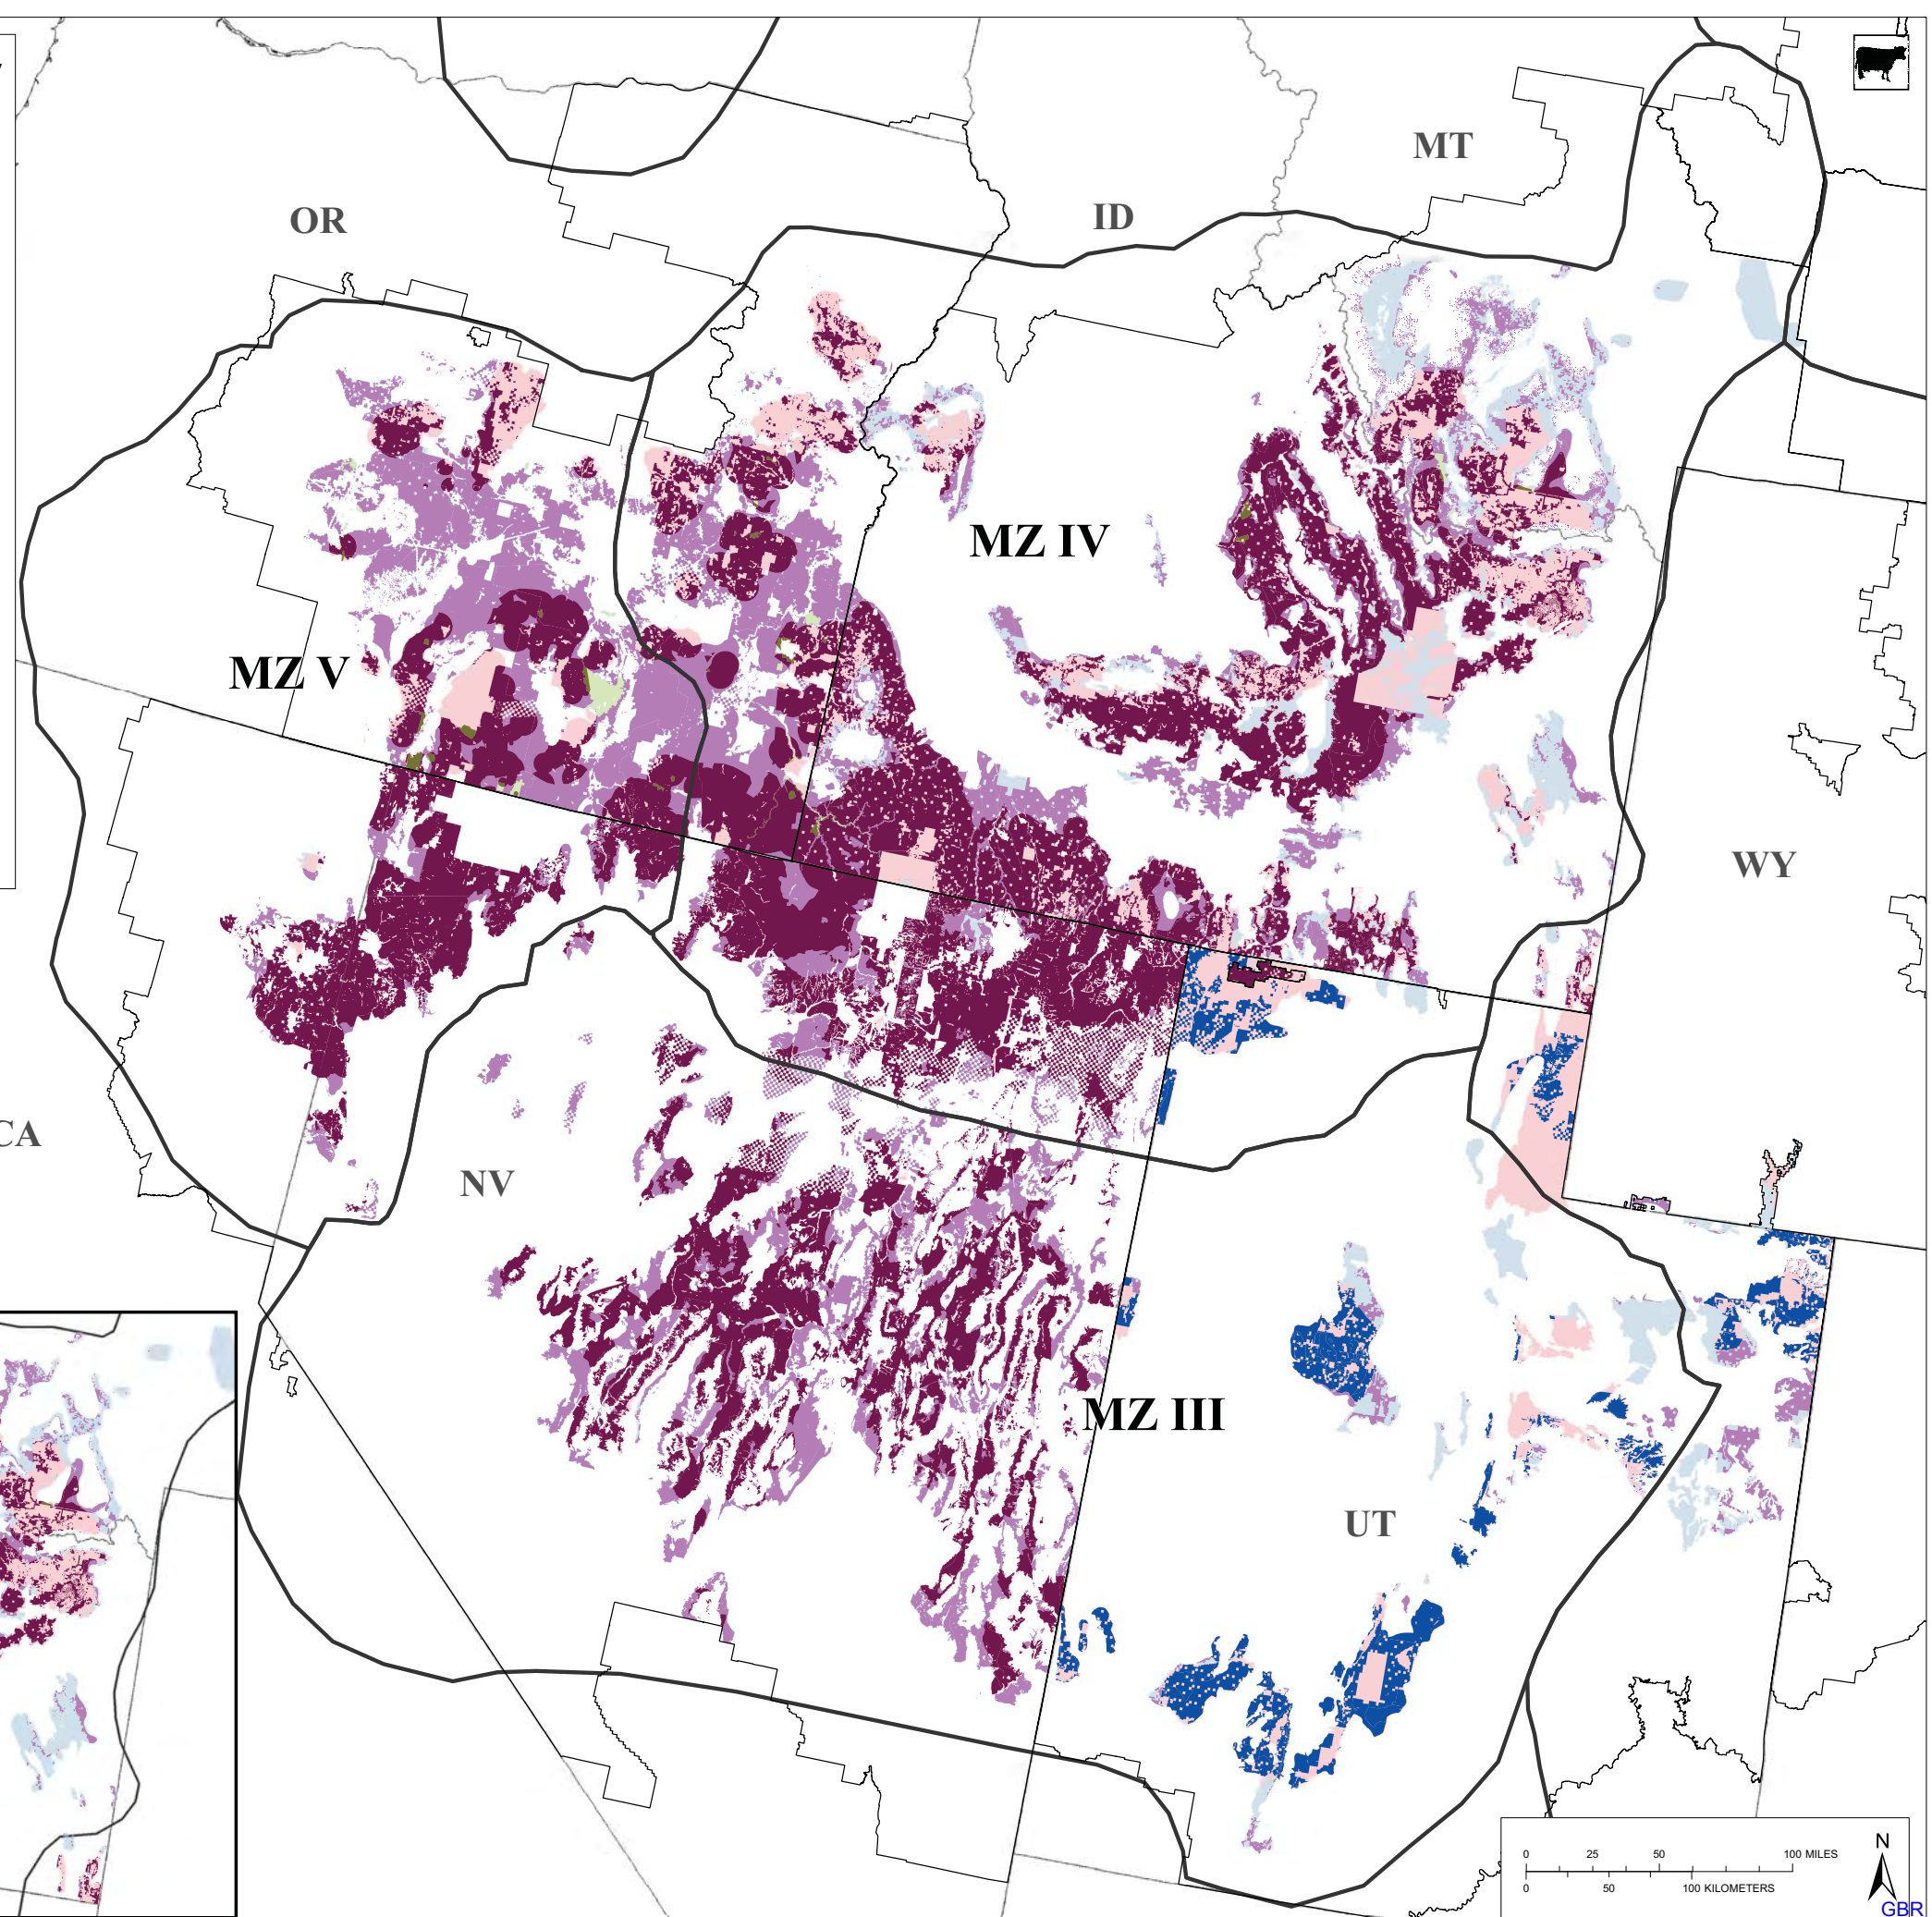 MT
OR
ID
MZ IV
MZ V
WY
CA
NV
MZ III
UT
0 25 50 100 MILES
0 50 100 KILOMETERS
N
GBR